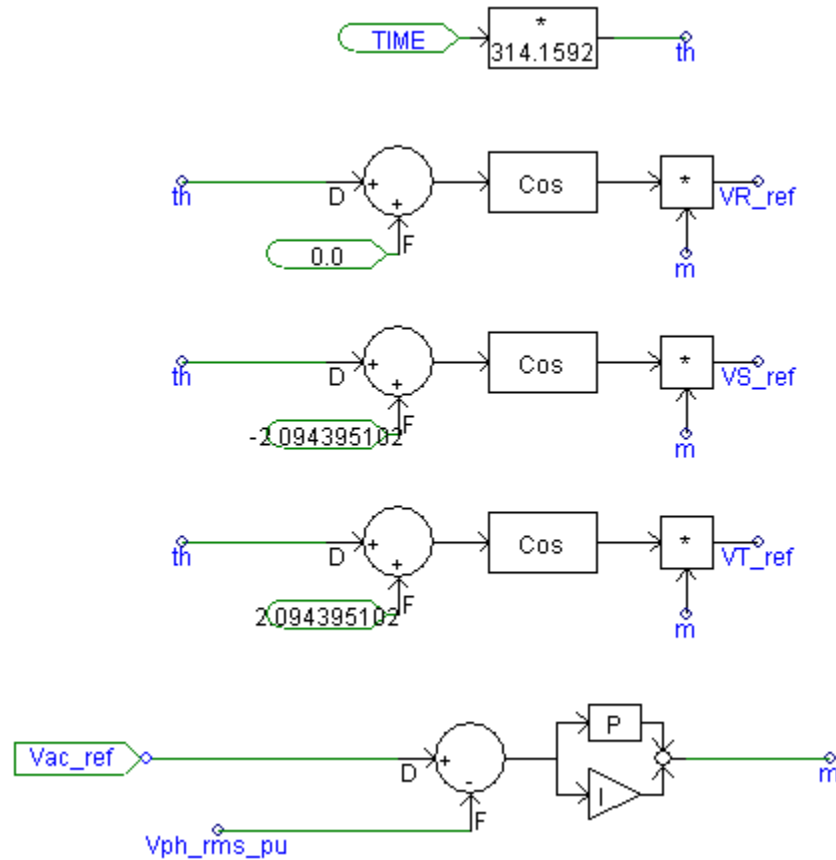 *
TIME
314.1592
th
th
D
+
+
F
0.0
Cos
*
VR_ref
m
th
D
+
+
F
-2.094395102
Cos
*
VS_ref
m
th
D
+
+
F
2.094395102
Cos
*
VT_ref
m
Vac_ref
D
+
-
F
Vph_rms_pu
P
I
m